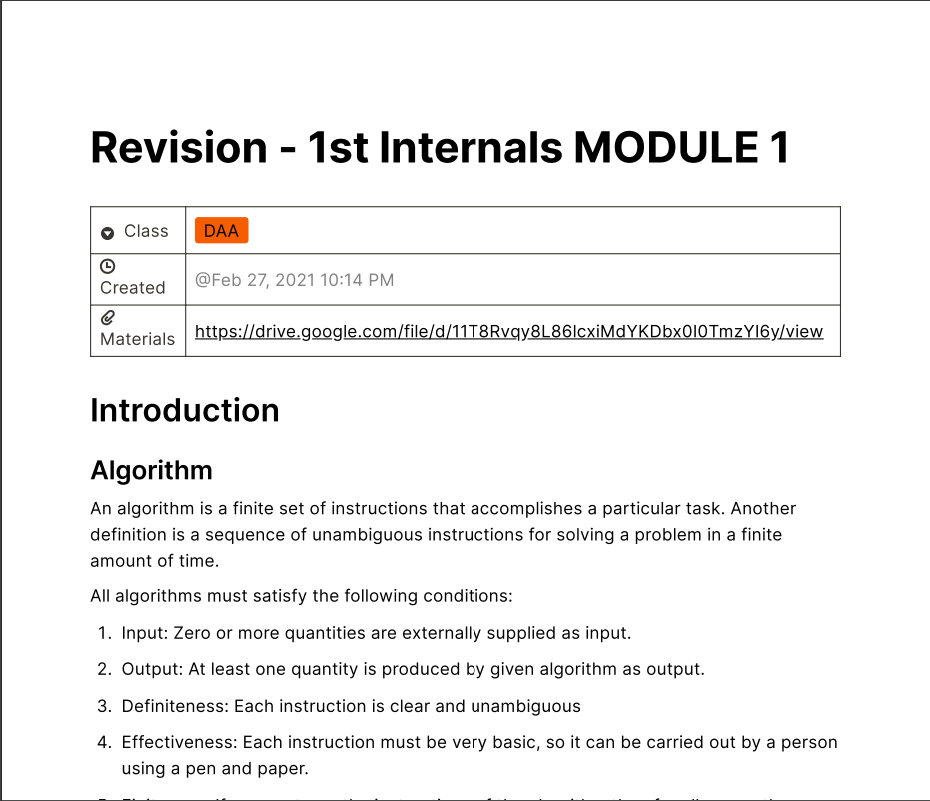 Revision - 1st Internals MODULE 1
Class DAA
Created @Feb 27, 2021 10:14 PM
Materials https://drive.google.com/file/d/11T8Rvqy8L86lcxiMdYKDbx0I0TmzYI6y/view
Introduction
Algorithm
An algorithm is a finite set of instructions that accomplishes a particular task. Another
definition is a sequence of unambiguous instructions for solving a problem in a finite
amount of time.
All algorithms must satisfy the following conditions:
1. Input: Zero or more quantities are externally supplied as input.
2. Output: At least one quantity is produced by given algorithm as output.
3. Definiteness: Each instruction is clear and unambiguous
4. Effectiveness: Each instruction must be very basic, so it can be carried out by a person
using a pen and paper.